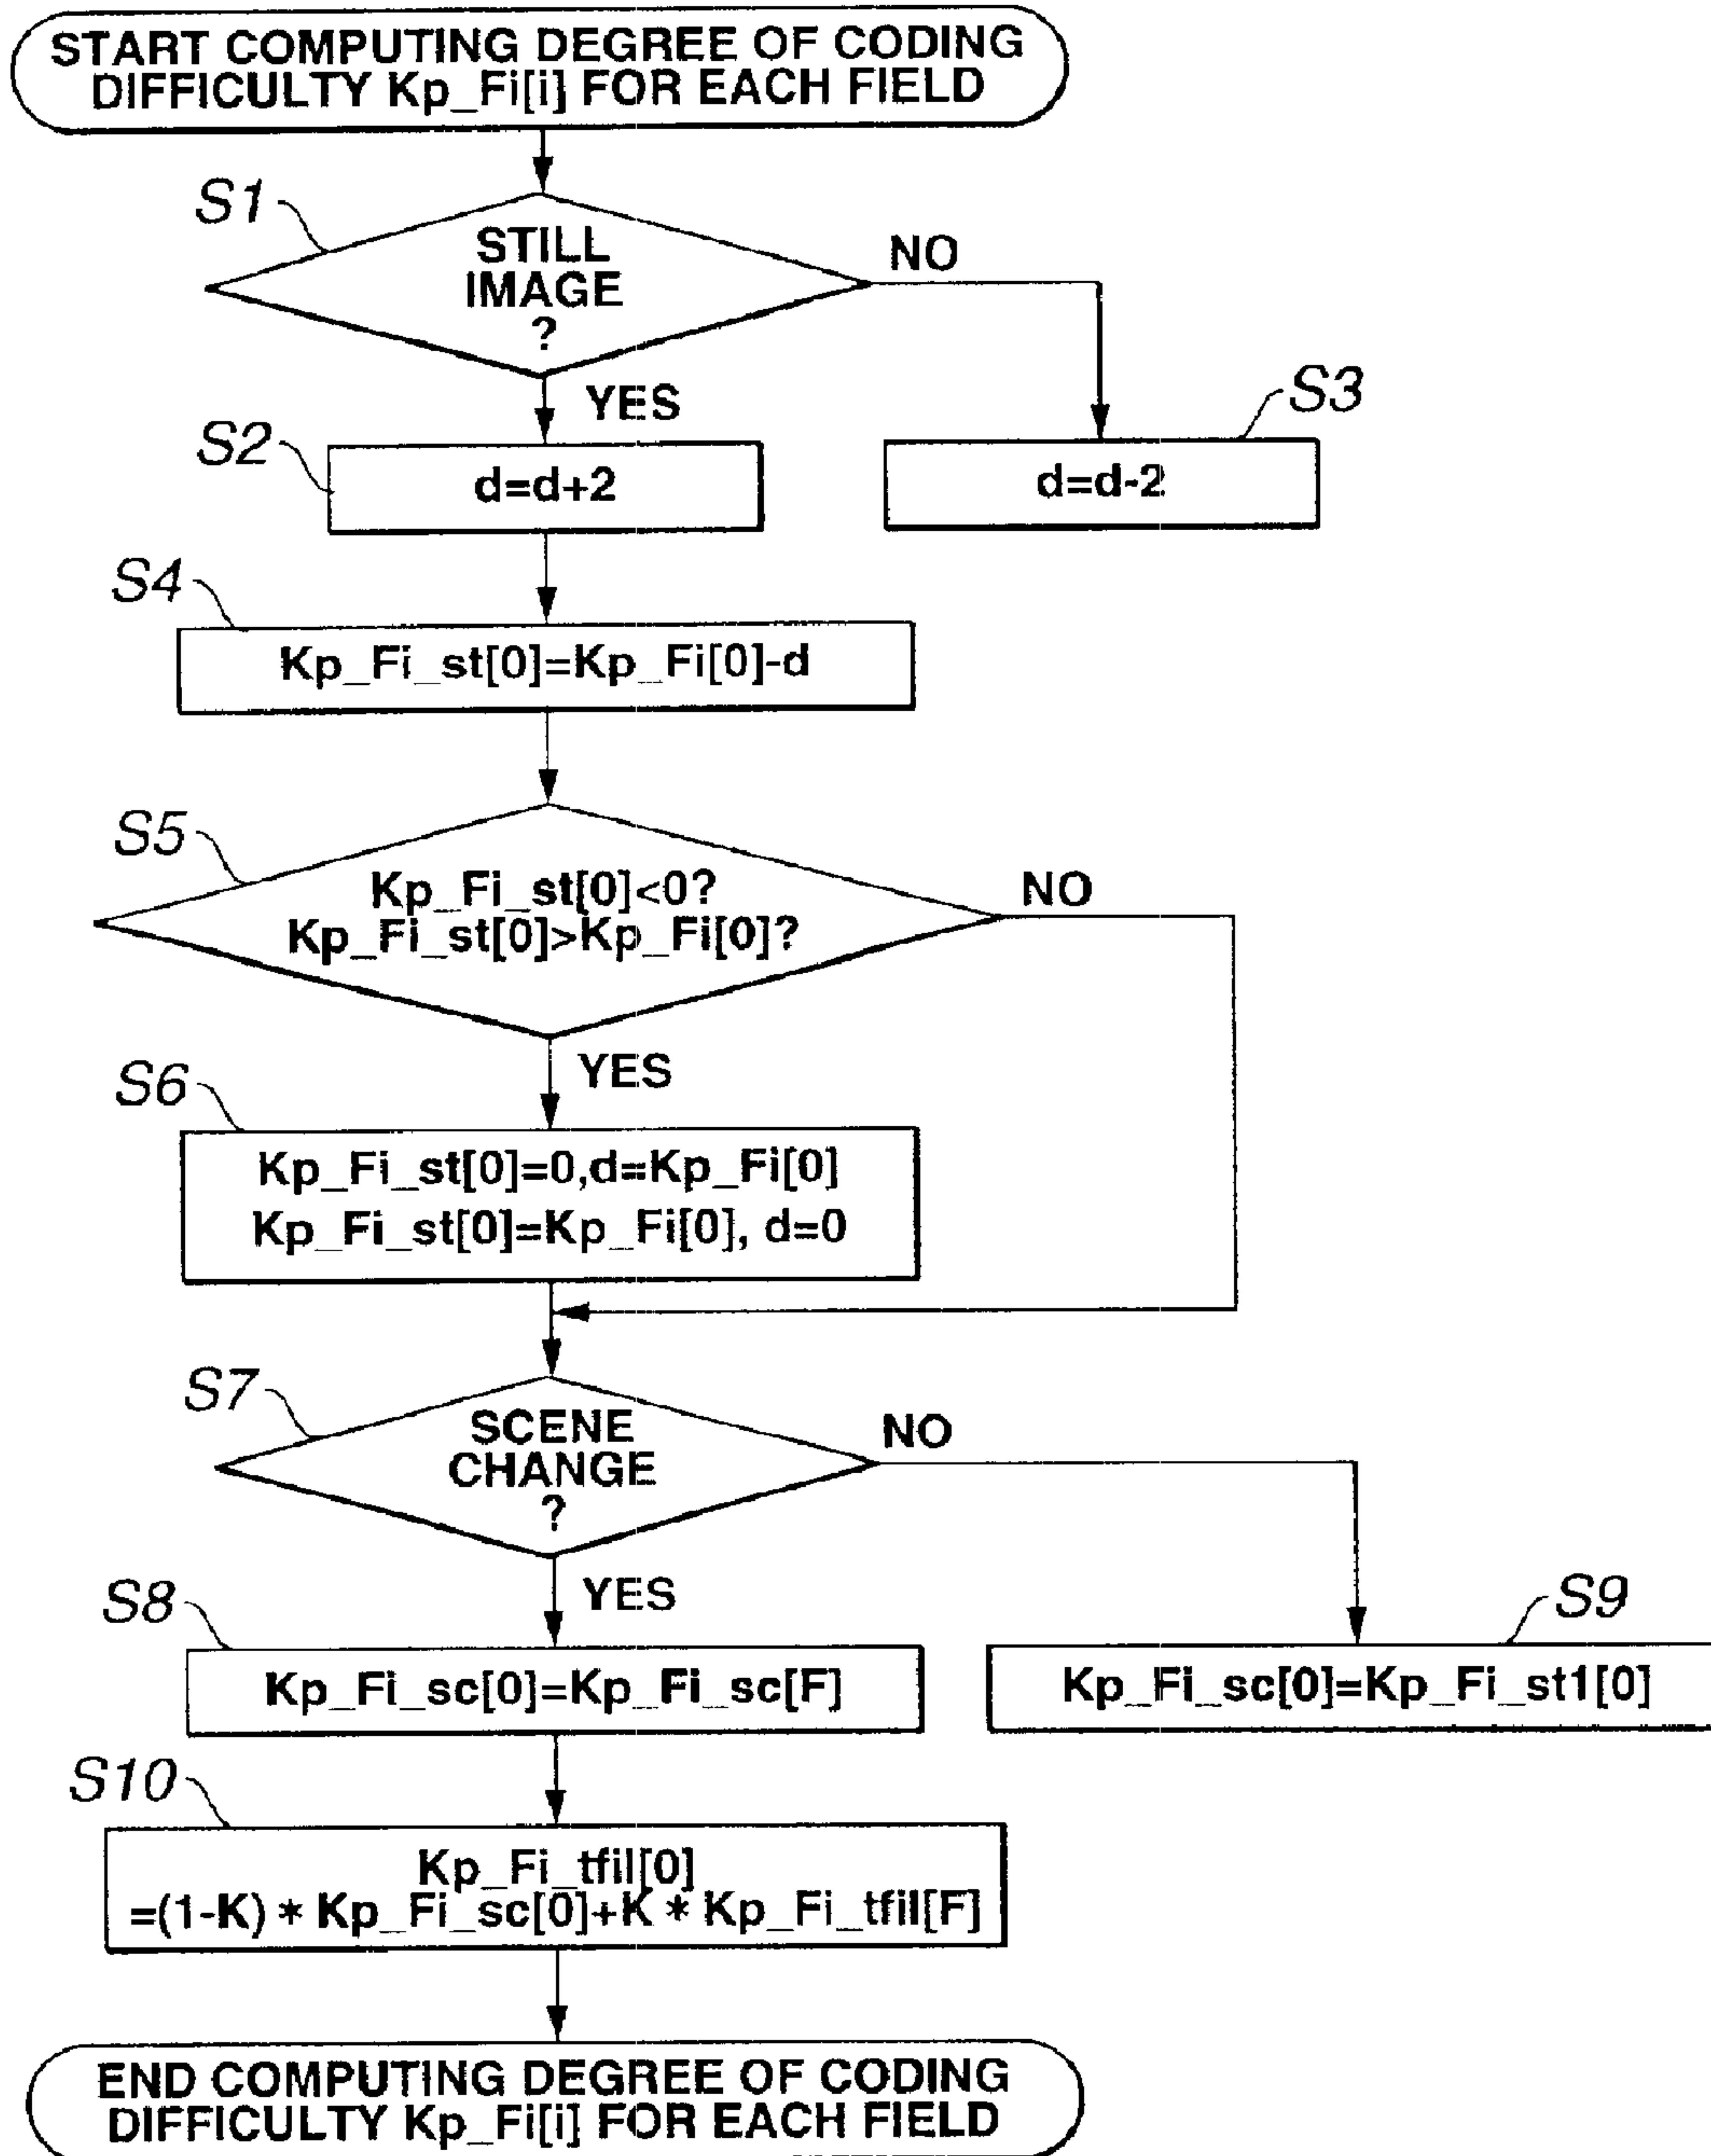 START COMPUTING DEGREE OF CODING
DIFFICULTY Kp_Fi[i] FOR EACH FIELD
S1
STILL
IMAGE
?
NO
YES
S2
d=d+2
S3
d=d-2
S4
Kp_Fi_st[0]=Kp_Fi[0]-d
S5
Kp_Fi_st[0]<0?
Kp_Fi_st[0]>Kp_Fi[0]?
NO
YES
S6
Kp_Fi_st[0]=0,d=Kp_Fi[0]
Kp_Fi_st[0]=Kp_Fi[0], d=0
S7
SCENE
CHANGE
?
NO
YES
S8
Kp_Fi_sc[0]=Kp_Fi_sc[F]
S9
Kp_Fi_sc[0]=Kp_Fi_st1[0]
S10
Kp_Fi_tfil[0]
=(1-K) * Kp_Fi_sc[0]+K * Kp_Fi_tfil[F]
END COMPUTING DEGREE OF CODING
DIFFICULTY Kp_Fi[i] FOR EACH FIELD